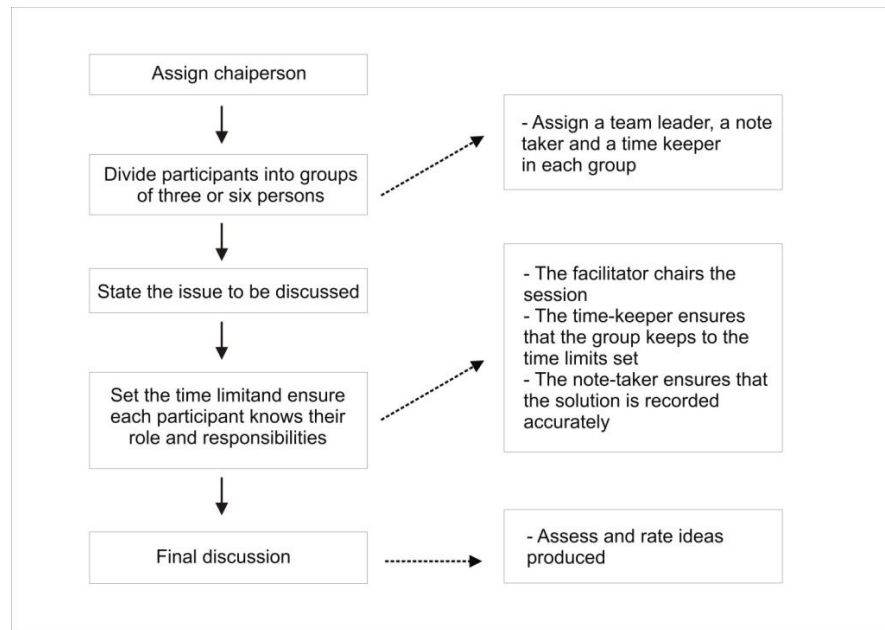 Assign chaiperson
Divide participants into groups
of three or six persons
- Assign a team leader, a note
taker and a time keeper
in each group
State the issue to be discussed
Set the time limitand ensure
each participant knows their
role and responsibilities
- The facilitator chairs the
session
- The time-keeper ensures
that the group keeps to the
time limits set
- The note-taker ensures that
the solution is recorded
accurately
Final discussion
- Assess and rate ideas
produced